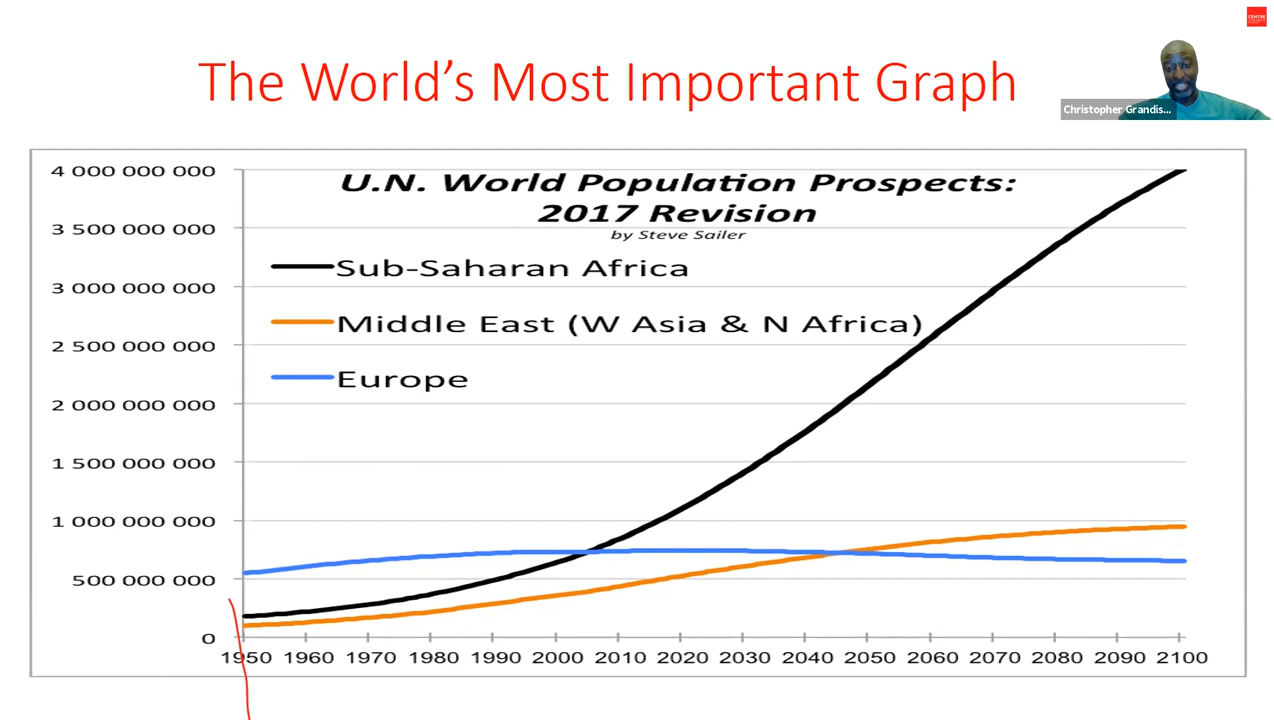 The World's Most Important Graph
CENTRE
Christopher Grandis...
U.N. World Population Prospects:
2017 Revision
by Steve Sailer
Sub-Saharan Africa
Middle East (W Asia & N Africa)
Europe
4 000 000 000
3 500 000 000
3 000 000 000
2 500 000 000
2 000 000 000
1 500 000 000
1 000 000 000
500 000 000
0
1950 1960 1970 1980 1990 2000 2010 2020 2030 2040 2050 2060 2070 2080 2090 2100